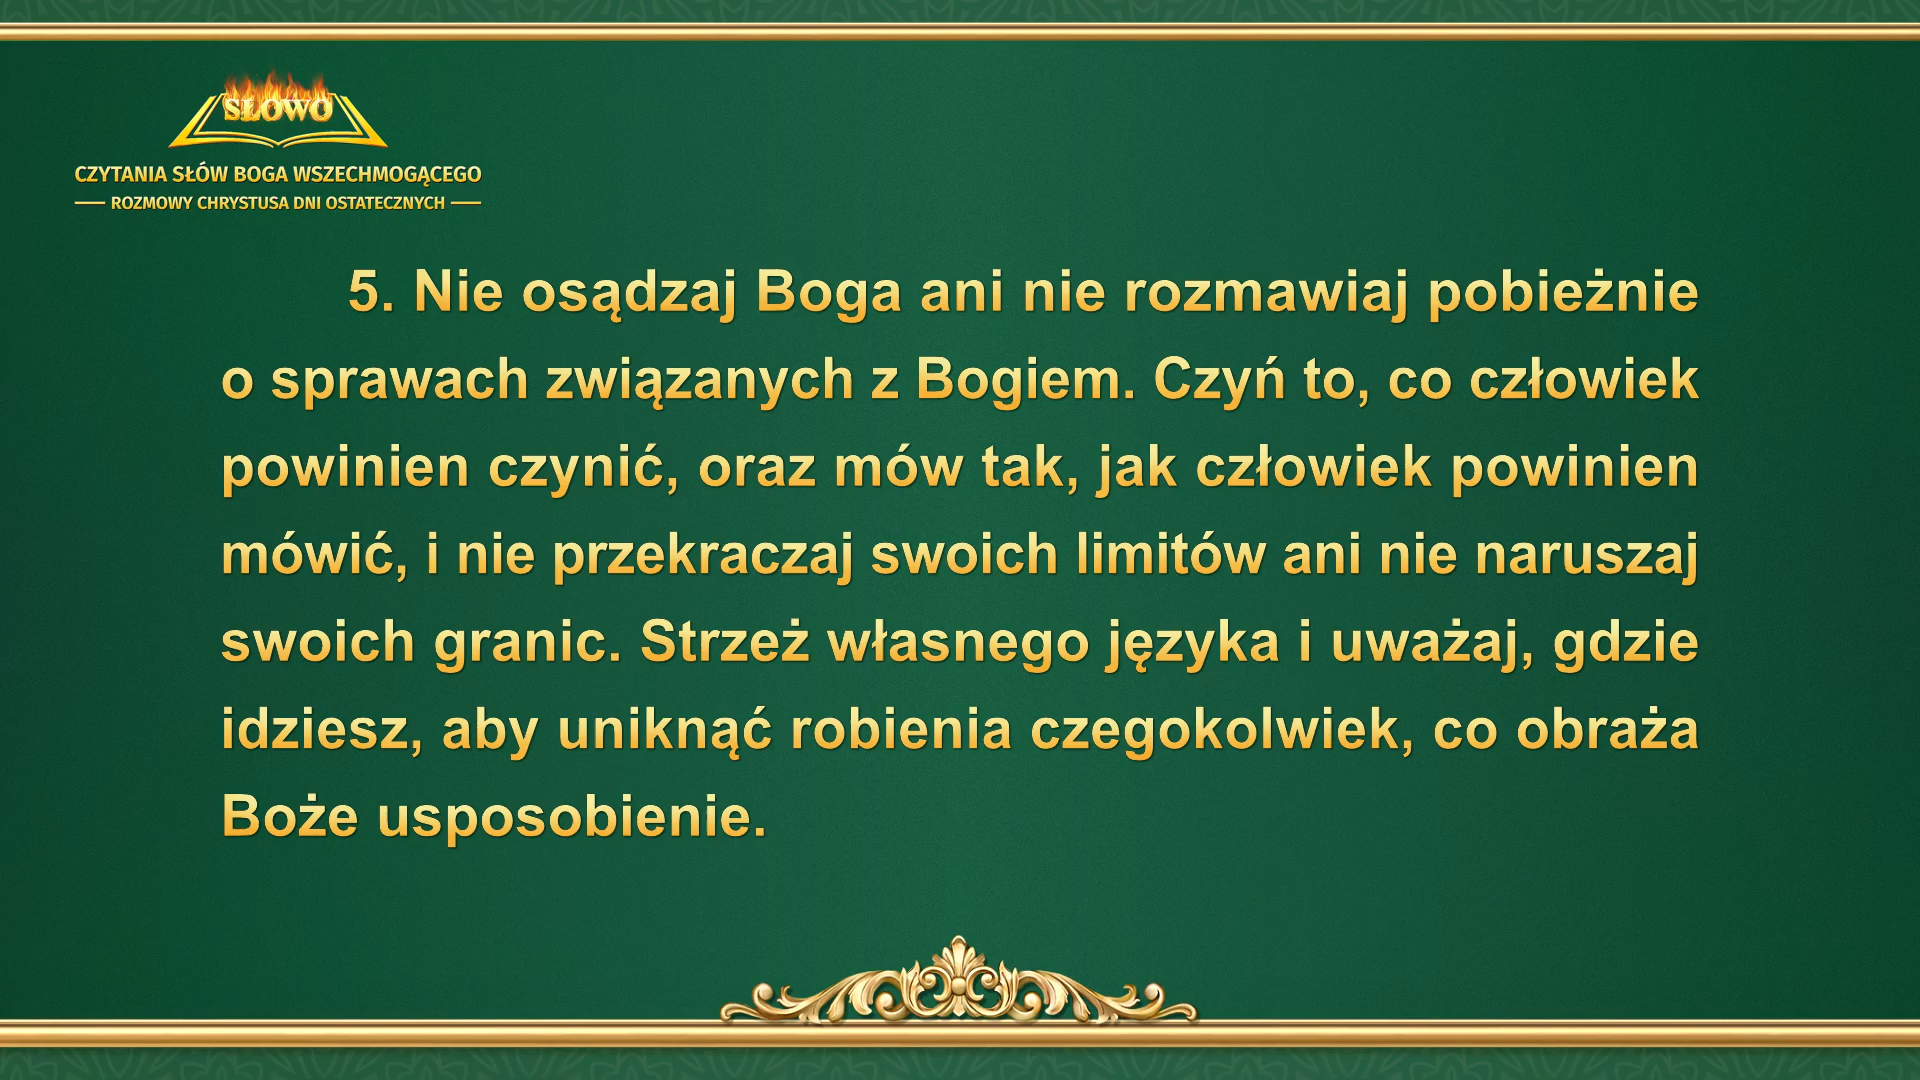 SŁOWO
CZYTANIA SŁÓW BOGA WSZECHMOGĄCEGO
ROZMOWY CHRYSTUSA DNI OSTATECZNYCH
5. Nie osądzaj Boga ani nie rozmawiaj pobieżnie
o sprawach związanych z Bogiem. Czyń to, co człowiek
powinien czynić, oraz mów tak, jak człowiek powinien
mówić, i nie przekraczaj swoich limitów ani nie naruszaj
swoich granic. Strzeż własnego języka i uważaj, gdzie
idziesz, aby uniknąć robienia czegokolwiek, co obraża
Boże usposobienie.